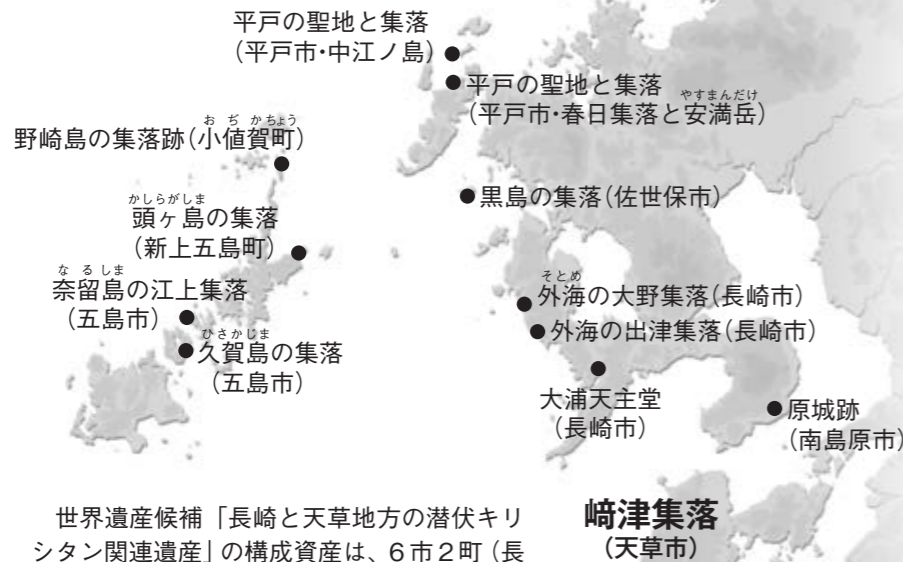 平戸の聖地と集落
(平戸市・中江ノ島)
平戸の聖地と集落
(平戸市・春日集落と安満岳)
やすまんだけ
野崎島の集落跡(小値賀町)
おぢかちょう
黒島の集落(佐世保市)
かしらがしま
頭ヶ島の集落
(新上五島町)
なるしま
奈留島の江上集落
(五島市)
ひさかじま
久賀島の集落
(五島市)
そとめ
外海の大野集落(長崎市)
外海の出津集落(長崎市)
大浦天主堂
(長崎市)
原城跡
(南島原市)
﨑津集落
(天草市)
世界遺産候補「長崎と天草地方の潜伏キリ
シタン関連遺産」の構成資産は、6市2町(長